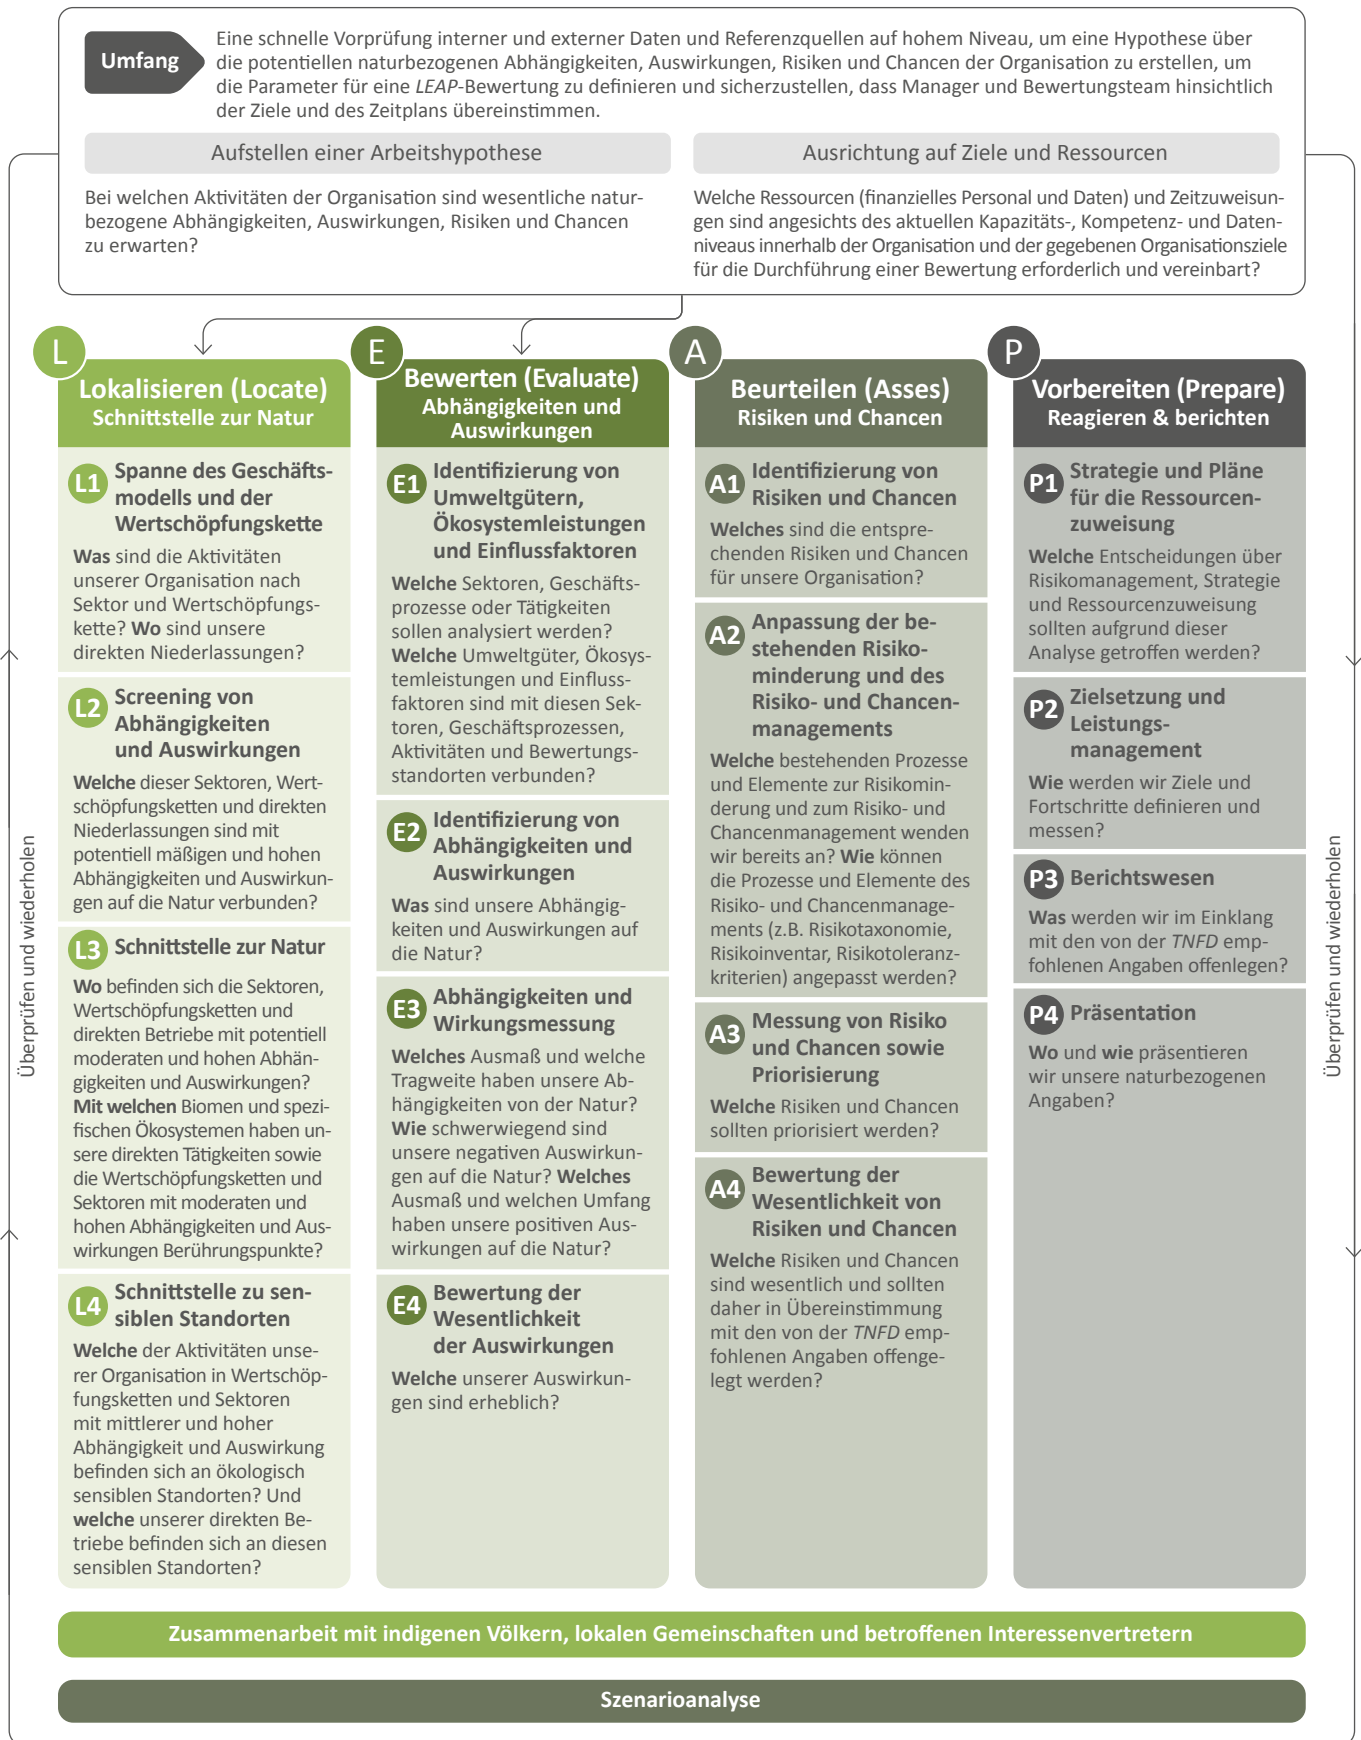 Umfang
Eine schnelle Vorprüfung interner und externer Daten und Referenzquellen auf hohem Niveau, um eine Hypothese über
die potentiellen naturbezogenen Abhängigkeiten, Auswirkungen, Risiken und Chancen der Organisation zu erstellen, um
die Parameter für eine LEAP-Bewertung zu definieren und sicherzustellen, dass Manager und Bewertungsteam hinsichtlich
der Ziele und des Zeitplans übereinstimmen.
Aufstellen einer Arbeitshypothese
Bei welchen Aktivitäten der Organisation sind wesentliche natur-
bezogene Abhängigkeiten, Auswirkungen, Risiken und Chancen
zu erwarten?
Ausrichtung auf Ziele und Ressourcen
Welche Ressourcen (finanzielles Personal und Daten) und Zeitzuweisun-
gen sind angesichts des aktuellen Kapazitäts-, Kompetenz- und Daten-
niveaus innerhalb der Organisation und der gegebenen Organisationsziele
für die Durchführung einer Bewertung erforderlich und vereinbart?
Überprüfen und wiederholen
L
Lokalisieren (Locate)
Schnittstelle zur Natur
L1
Spanne des Geschäfts-
modells und der
Wertschöpfungskette
Was sind die Aktivitäten
unserer Organisation nach
Sektor und Wertschöpfungs-
kette? Wo sind unsere
direkten Niederlassungen?
L2
Screening von
Abhängigkeiten
und Auswirkungen
Welche dieser Sektoren, Wert-
schöpfungsketten und direkten
Niederlassungen sind mit
potentiell mäßigen und hohen
Abhängigkeiten und Auswirkun-
gen auf die Natur verbunden?
L3
Schnittstelle zur Natur
Wo befinden sich die Sektoren,
Wertschöpfungsketten und
direkten Betriebe mit potentiell
moderaten und hohen Abhän-
gigkeiten und Auswirkungen?
Mit welchen Biomen und spezi-
fischen Ökosystemen haben un-
sere direkten Tätigkeiten sowie
die Wertschöpfungsketten und
Sektoren mit moderaten und
hohen Abhängigkeiten und Aus-
wirkungen Berührungspunkte?
L4
Schnittstelle zu sen-
siblen Standorten
Welche der Aktivitäten unse-
rer Organisation in Wertschöp-
fungsketten und Sektoren
mit mittlerer und hoher
Abhängigkeit und Auswirkung
befinden sich an ökologisch
sensiblen Standorten? Und
welche unserer direkten Be-
triebe befinden sich an diesen
sensiblen Standorten?
E
Bewerten (Evaluate)
Abhängigkeiten und
Auswirkungen
E1
Identifizierung von
Umweltgütern,
Ökosystemleistungen
und Einflussfaktoren
Welche Sektoren, Geschäfts-
prozesse oder Tätigkeiten
sollen analysiert werden?
Welche Umweltgüter, Ökosys-
temleistungen und Einfluss-
faktoren sind mit diesen Sek-
toren, Geschäftsprozessen,
Aktivitäten und Bewertungs-
standorten verbunden?
E2
Identifizierung von
Abhängigkeiten und
Auswirkungen
Was sind unsere Abhängig-
keiten und Auswirkungen auf
die Natur?
E3
Abhängigkeiten und
Wirkungsmessung
Welches Ausmaß und welche
Tragweite haben unsere Ab-
hängigkeiten von der Natur?
Wie schwerwiegend sind
unsere negativen Auswirkun-
gen auf die Natur? Welches
Ausmaß und welchen Umfang
haben unsere positiven Aus-
wirkungen auf die Natur?
E4
Bewertung der
Wesentlichkeit
der Auswirkungen
Welche unserer Auswirkun-
gen sind erheblich?
A
Beurteilen (Asses)
Risiken und Chancen
A1
Identifizierung von
Risiken und Chancen
Welches sind die entspre-
chenden Risiken und Chancen
für unsere Organisation?
A2
Anpassung der be-
stehenden Risiko-
minderung und des
Risiko- und Chancen-
managements
Welche bestehenden Prozesse
und Elemente zur Risikomin-
derung und zum Risiko- und
Chancenmanagement wenden
wir bereits an? Wie können
die Prozesse und Elemente des
Risiko- und Chancenmanage-
ments (z.B. Risikotaxonomie,
Risikoinventar, Risikotoleranz-
kriterien) angepasst werden?
A3
Messung von Risiko
und Chancen sowie
Priorisierung
Welche Risiken und Chancen
sollten priorisiert werden?
A4
Bewertung der
Wesentlichkeit von
Risiken und Chancen
Welche Risiken und Chancen
sind wesentlich und sollten
daher in Übereinstimmung
mit den von der TNFD emp-
fohlenen Angaben offenge-
legt werden?
P
Vorbereiten (Prepare)
Reagieren & berichten
P1
Strategie und Pläne
für die Ressourcen-
zuweisung
Welche Entscheidungen über
Risikomanagement, Strategie
und Ressourcenzuweisung
sollten aufgrund dieser
Analyse getroffen werden?
P2
Zielsetzung und
Leistungs-
management
Wie werden wir Ziele und
Fortschritte definieren und
messen?
P3
Berichtswesen
Was werden wir im Einklang
mit den von der TNFD emp-
fohlenen Angaben offenlegen?
P4
Präsentation
Wo und wie präsentieren
wir unsere naturbezogenen
Angaben?
Überprüfen und wiederholen
Zusammenarbeit mit indigenen Völkern, lokalen Gemeinschaften und betroffenen Interessenvertretern
Szenarioanalyse